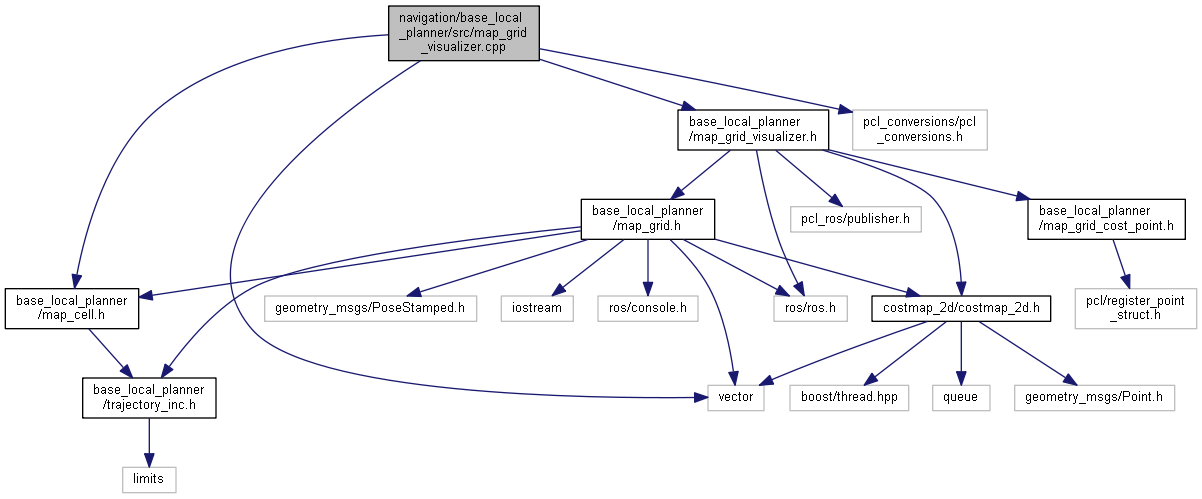 navigation/base_local
_planner/src/map_grid
_visualizer.cpp
base_local_planner
/map_grid_visualizer.h
pcl_conversions/pcl
_conversions.h
base_local_planner
/map_grid.h
pcl_ros/publisher.h
base_local_planner
/map_grid_cost_point.h
base_local_planner
/map_cell.h
geometry_msgs/PoseStamped.h
iostream
ros/console.h
ros/ros.h
costmap_2d/costmap_2d.h
pcl/register_point
_struct.h
base_local_planner
/trajectory_inc.h
vector
boost/thread.hpp
queue
geometry_msgs/Point.h
limits